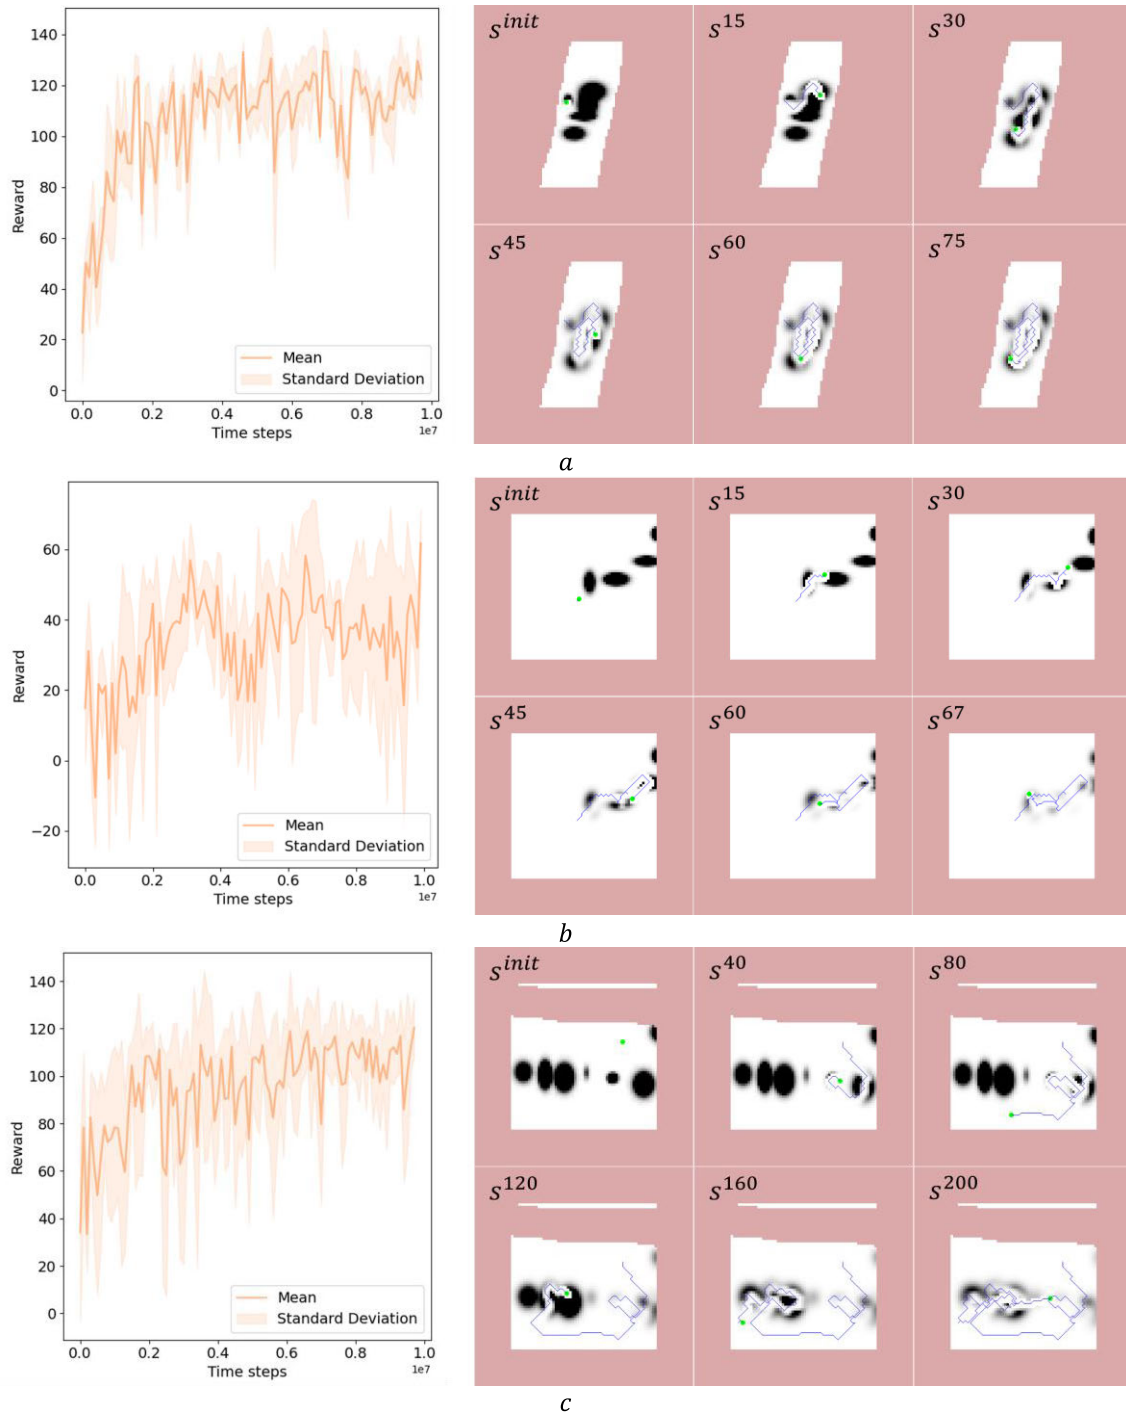 140
120
100
80
60
40
20
0
Reward
Mean
Standard Deviation
0.0 0.2 0.4 0.6 0.8 1.0
Time steps 1e7
s^init s^15 s^30
s^45 s^60 s^75
a
60
40
20
0
−20
Reward
Mean
Standard Deviation
0.0 0.2 0.4 0.6 0.8 1.0
Time steps 1e7
s^init s^15 s^30
s^45 s^60 s^67
b
140
120
100
80
60
40
20
0
Reward
Mean
Standard Deviation
0.0 0.2 0.4 0.6 0.8 1.0
Time steps 1e7
s^init s^40 s^80
s^120 s^160 s^200
c